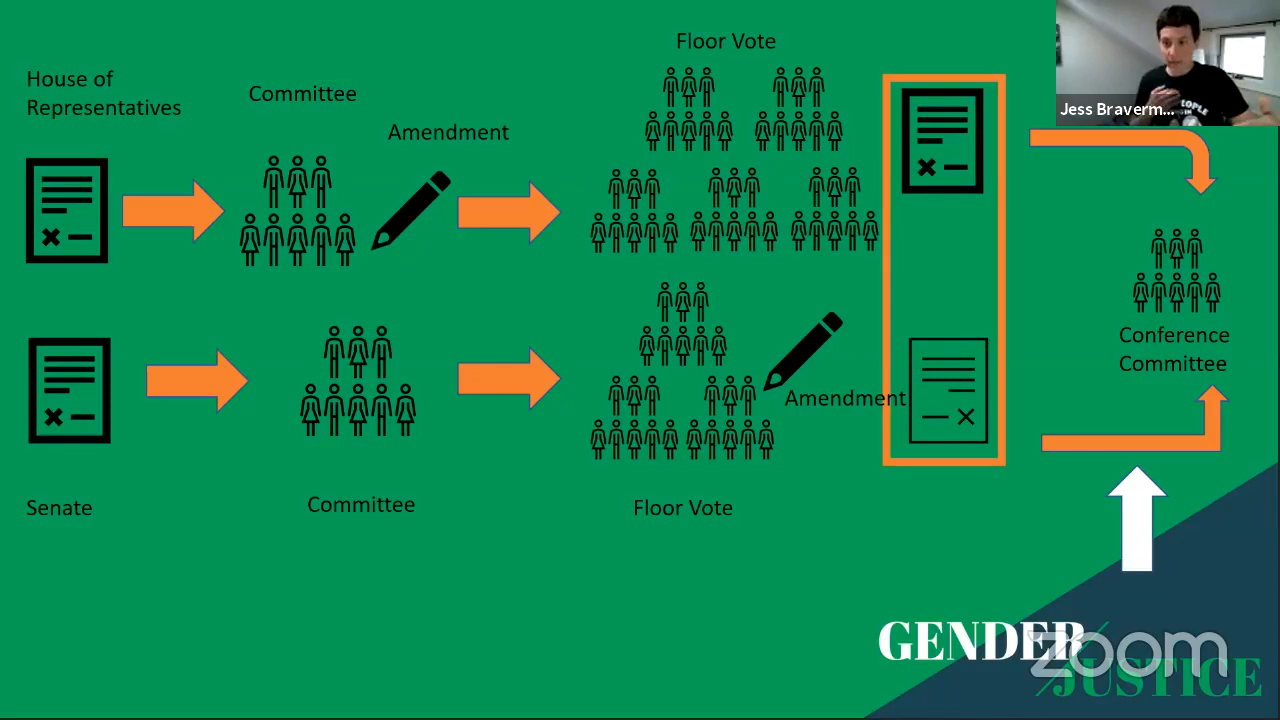 Floor Vote
House of
Representatives
Committee
Amendment
Jess Braverm...
Conference
Committee
Amendment
Senate
Committee
Floor Vote
GENDER
JUSTICE
zoom